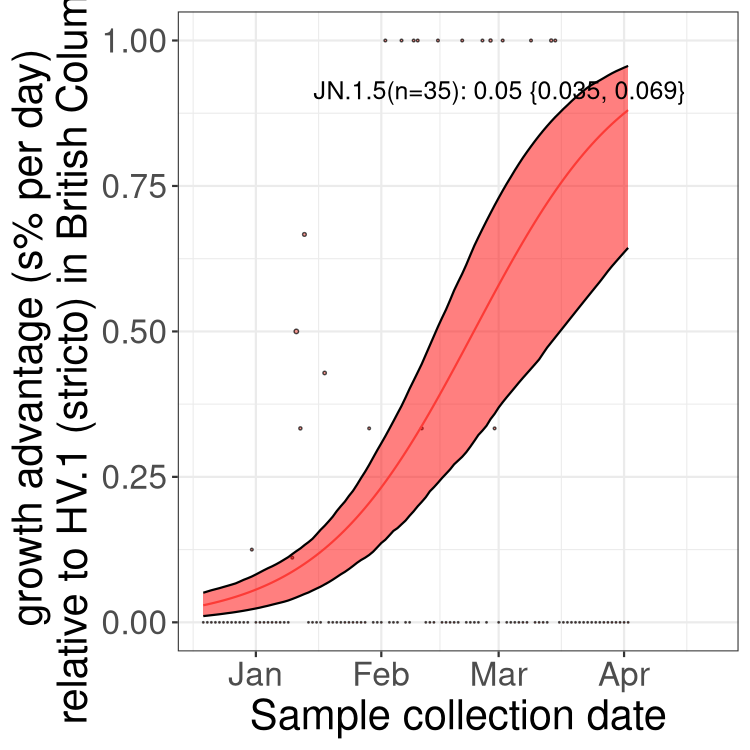 growth advantage (s% per day)
relative to HV.1 (stricto) in British Colum
1.00
0.75
0.50
0.25
0.00
JN.1.5(n=35): 0.05 {0.035, 0.069}
Jan Feb Mar Apr
Sample collection date